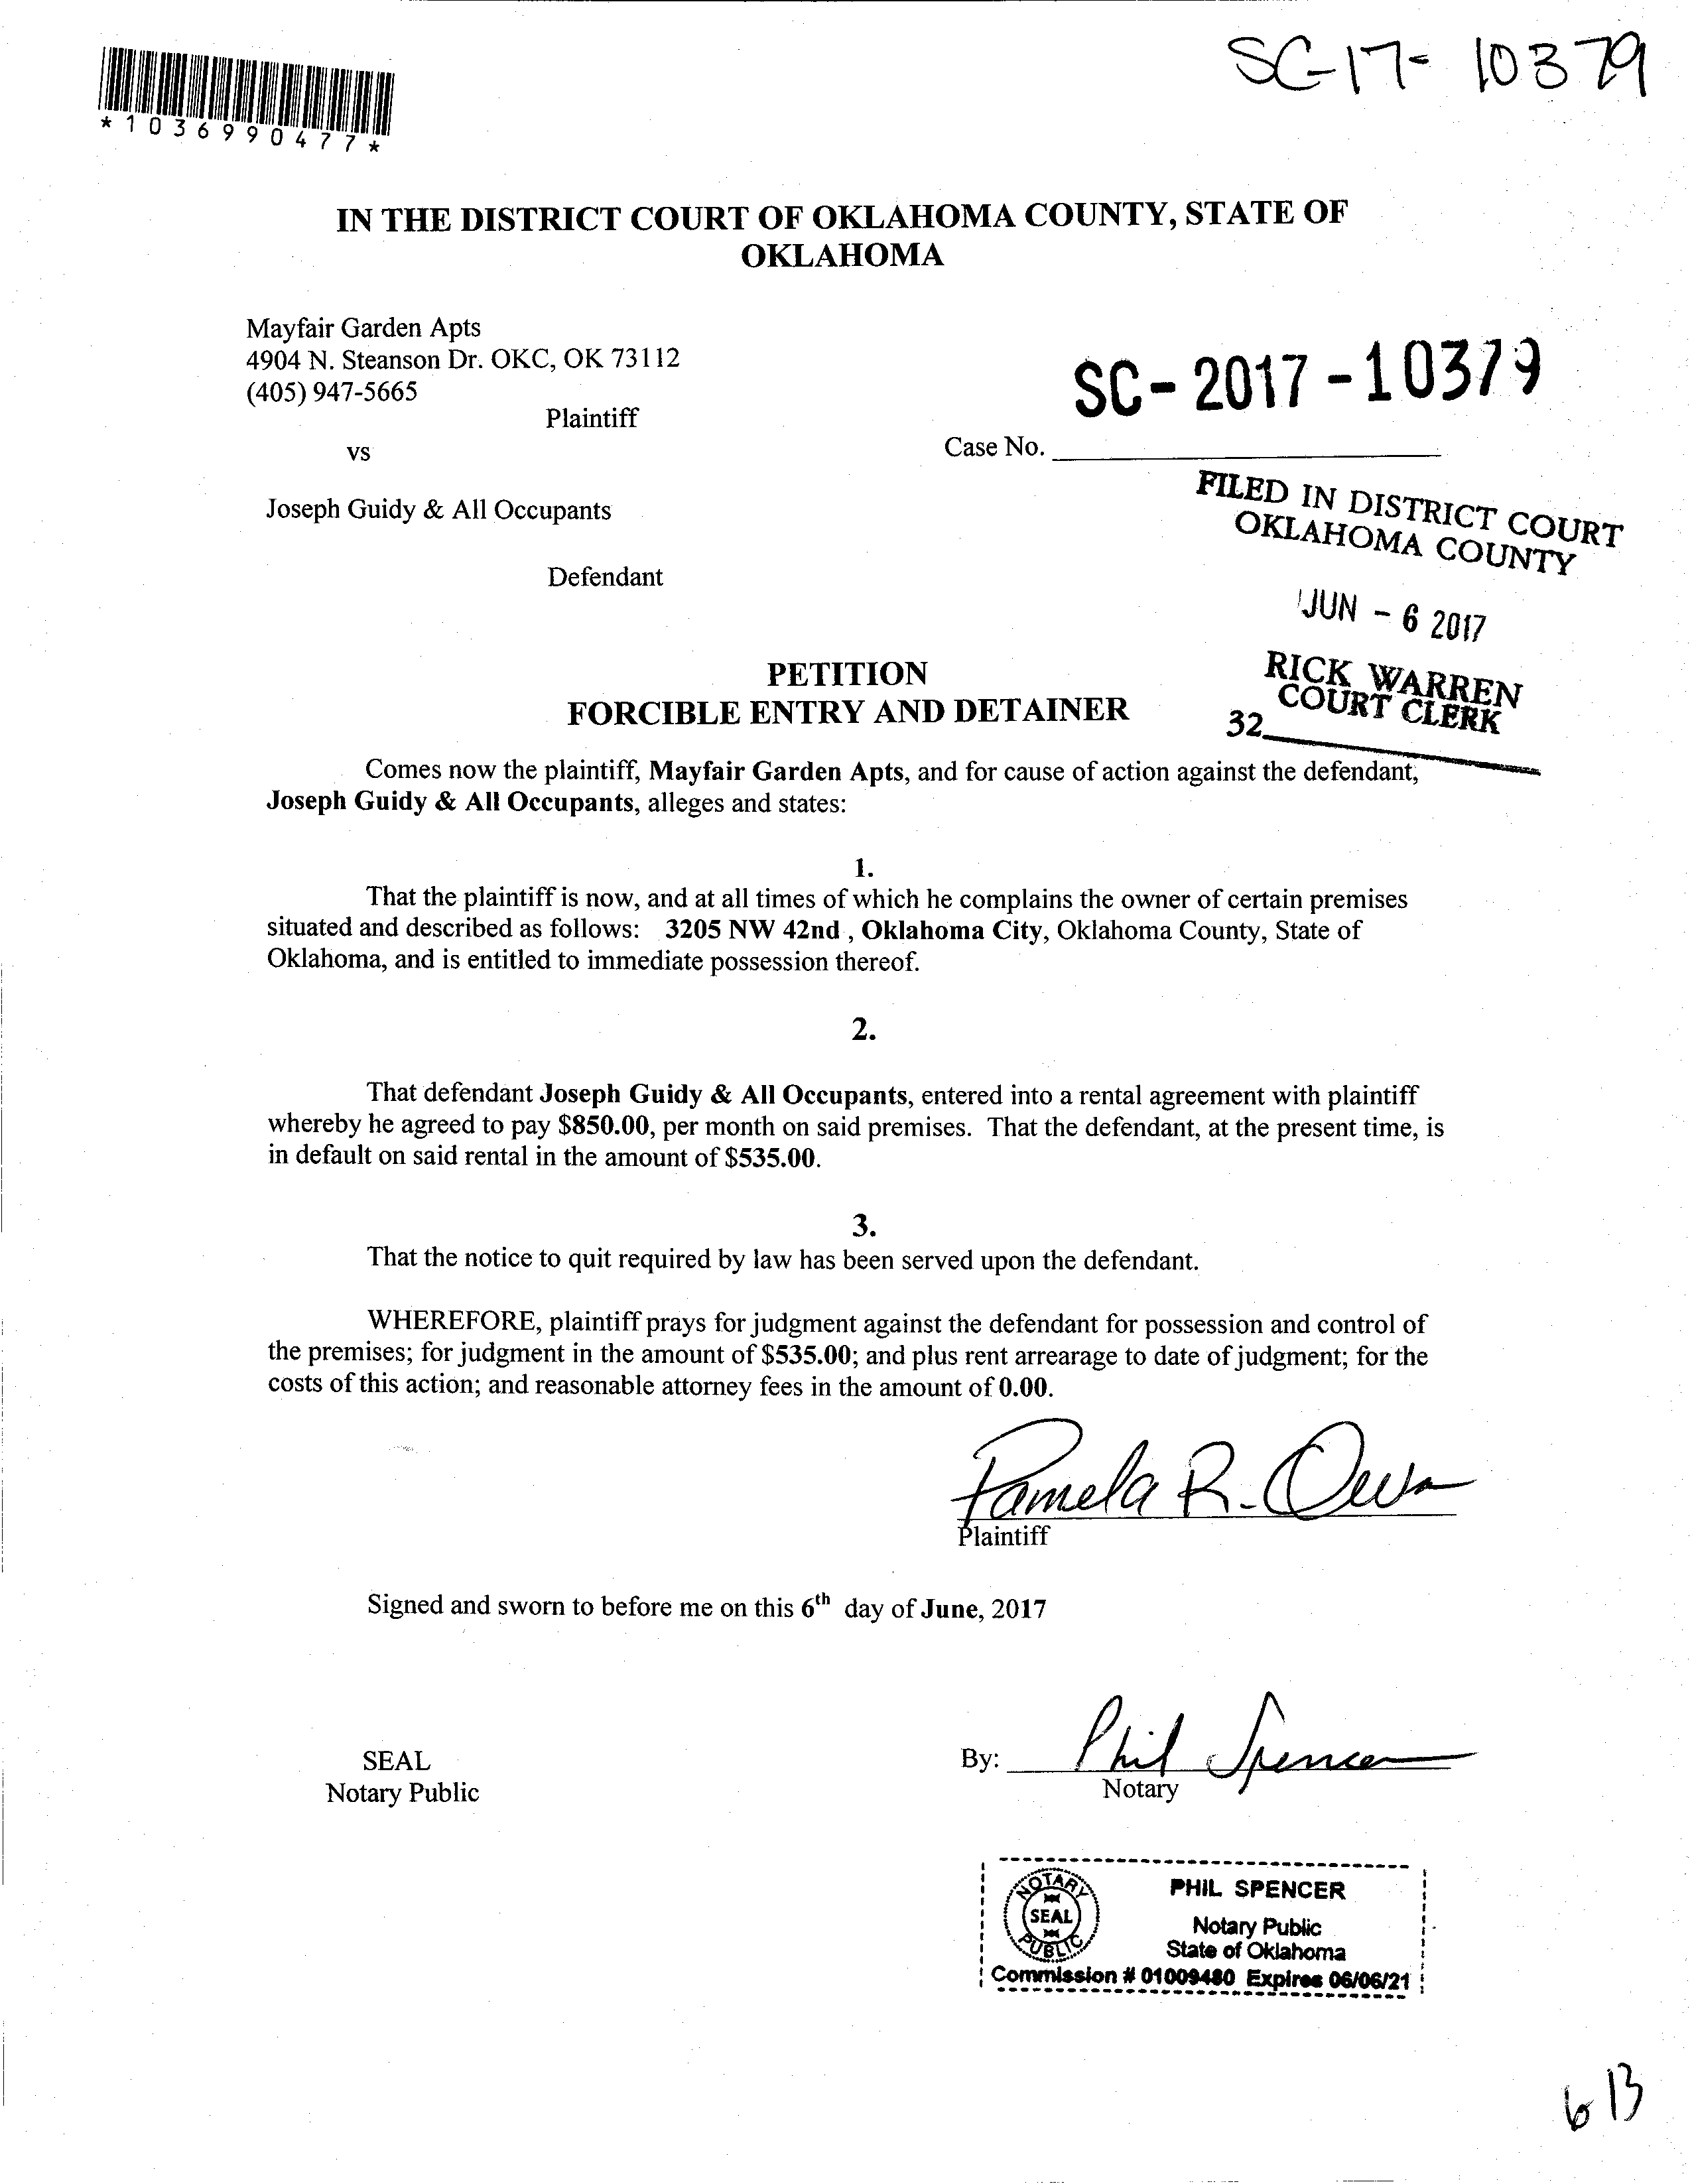 SC-17-10379
*1036990477*
IN THE DISTRICT COURT OF OKLAHOMA COUNTY, STATE OF
OKLAHOMA
Mayfair Garden Apts
4904 N. Steanson Dr. OKC, OK 73112
(405) 947-5665
Plaintiff
SC-2017-10379
vs
Case No.
Joseph Guidy & All Occupants
Defendant
FILED IN DISTRICT COURT
OKLAHOMA COUNTY
JUN - 6 2017
RICK WARREN
COURT CLERK
32
PETITION
FORCIBLE ENTRY AND DETAINER
Comes now the plaintiff, Mayfair Garden Apts, and for cause of action against the defendant,
Joseph Guidy & All Occupants, alleges and states:
1.
That the plaintiff is now, and at all times of which he complains the owner of certain premises
situated and described as follows: 3205 NW 42nd , Oklahoma City, Oklahoma County, State of
Oklahoma, and is entitled to immediate possession thereof.
2.
That defendant Joseph Guidy & All Occupants, entered into a rental agreement with plaintiff
whereby he agreed to pay $850.00, per month on said premises. That the defendant, at the present time, is
in default on said rental in the amount of $535.00.
3.
That the notice to quit required by law has been served upon the defendant.
WHEREFORE, plaintiff prays for judgment against the defendant for possession and control of
the premises; for judgment in the amount of $535.00; and plus rent arrearage to date of judgment; for the
costs of this action; and reasonable attorney fees in the amount of 0.00.
Pamela R. Owen
Plaintiff
Signed and sworn to before me on this 6th day of June, 2017
SEAL
Notary Public
By: Phil Spencer
Notary
NOTARY
SEAL
PUBLIC
PHIL SPENCER
Notary Public
State of Oklahoma
Commission # 01009480 Expires 06/06/21
613